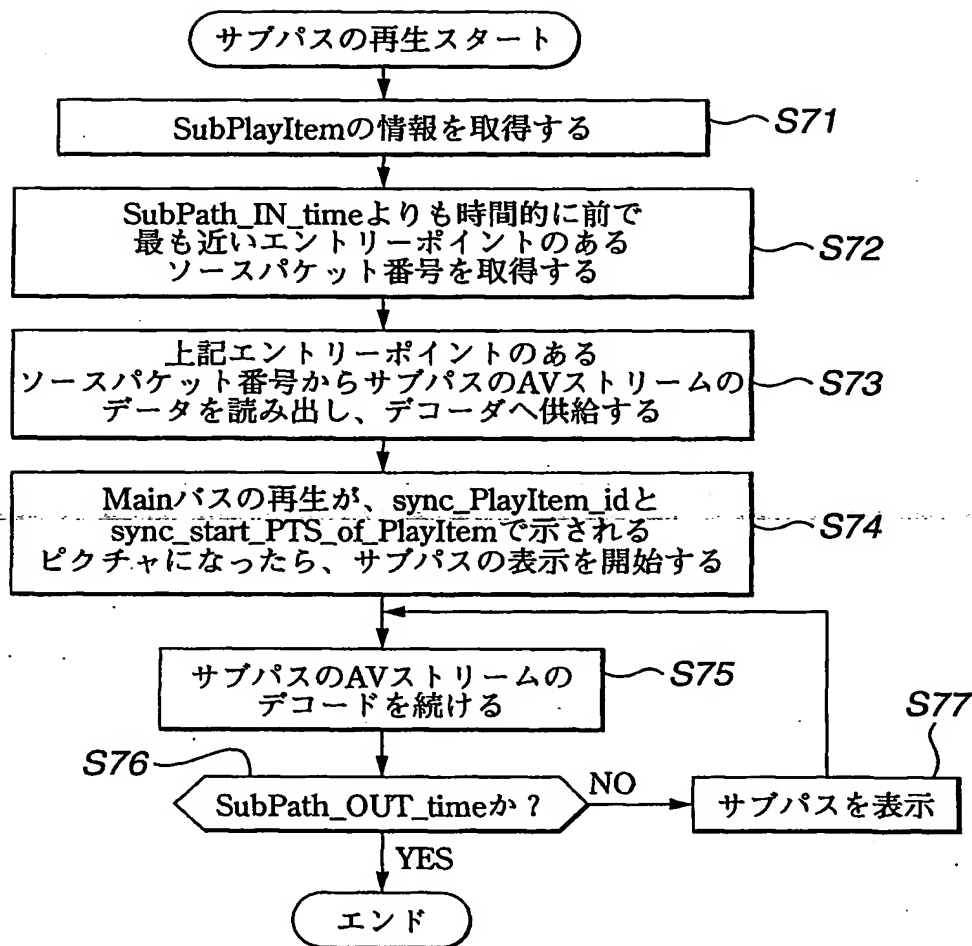 サブパスの再生スタート
SubPlayItemの情報を取得する
S71
SubPath_IN_timeよりも時間的に前で
最も近いエントリーポイントのある
ソースパケット番号を取得する
S72
上記エントリーポイントのある
ソースパケット番号からサブパスのAVストリームの
データを読み出し、デコーダへ供給する
S73
Mainパスの再生が、sync_PlayItem_idと
sync_start_PTS_of_PlayItemで示される
ピクチャになったら、サブパスの表示を開始する
S74
サブパスのAVストリームの
デコードを続ける
S75
S76
SubPath_OUT_timeか？
NO
S77
サブパスを表示
YES
エンド